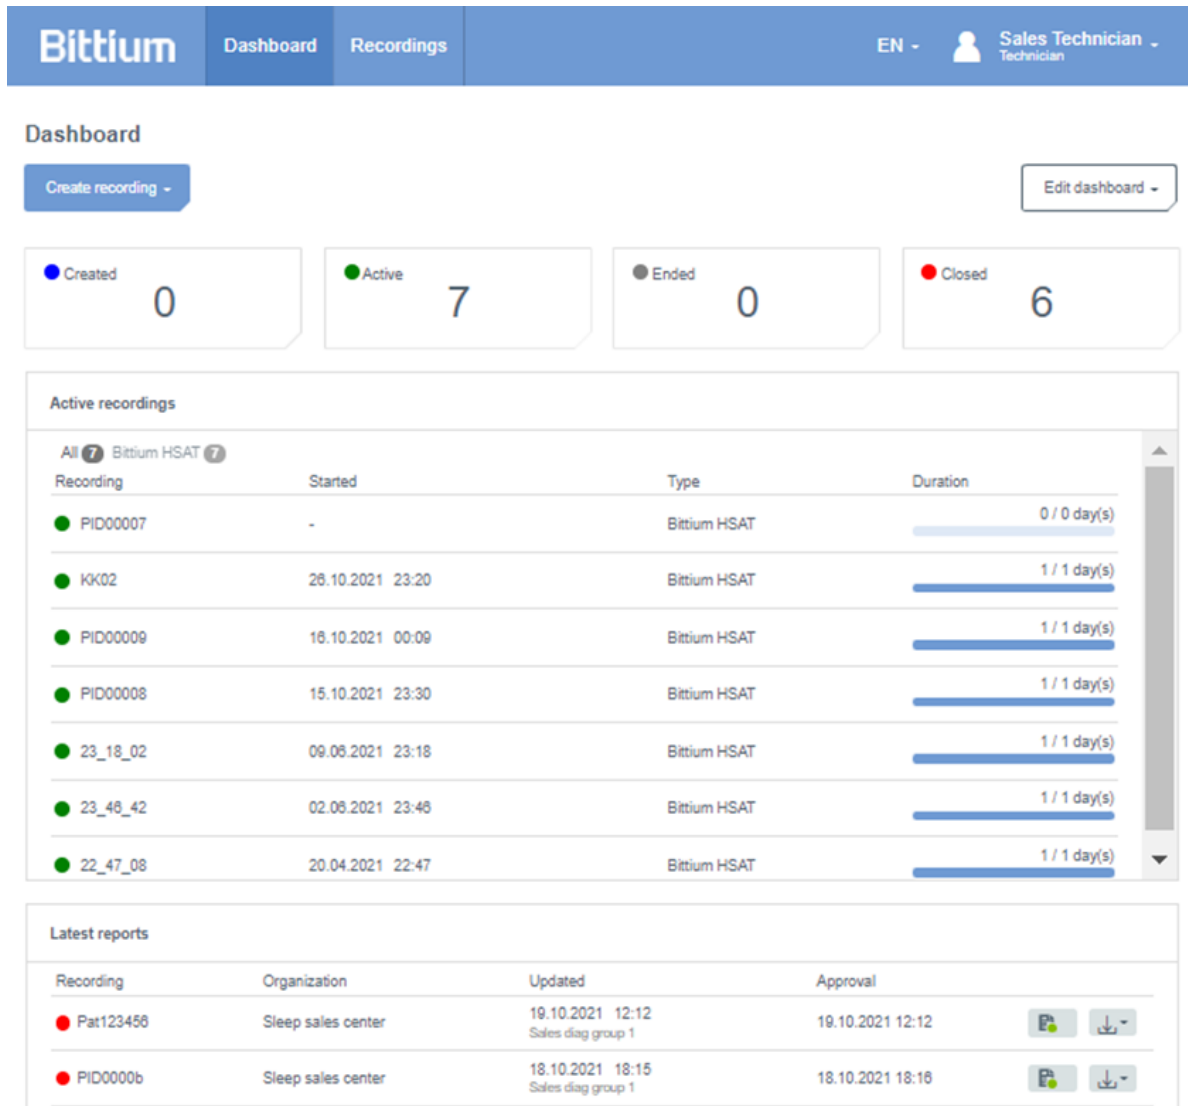 Bittium Dashboard Recordings EN Sales Technician
Technician
Dashboard
Create recording Edit dashboard
Created Active Ended Closed
0 7 0 6
Active recordings
All 7 Bittium HSAT 7
Recording Started Type Duration
PID00007 - Bittium HSAT 0 / 0 day(s)
KK02 26.10.2021 23:20 Bittium HSAT 1 / 1 day(s)
PID00009 16.10.2021 00:09 Bittium HSAT 1 / 1 day(s)
PID00008 15.10.2021 23:30 Bittium HSAT 1 / 1 day(s)
23_18_02 09.06.2021 23:18 Bittium HSAT 1 / 1 day(s)
23_46_42 02.06.2021 23:46 Bittium HSAT 1 / 1 day(s)
22_47_08 20.04.2021 22:47 Bittium HSAT 1 / 1 day(s)
Latest reports
Recording Organization Updated Approval
Pat123456 Sleep sales center 19.10.2021 12:12 19.10.2021 12:12
Sales diag group 1
PID0000b Sleep sales center 18.10.2021 18:15 18.10.2021 18:16
Sales diag group 1